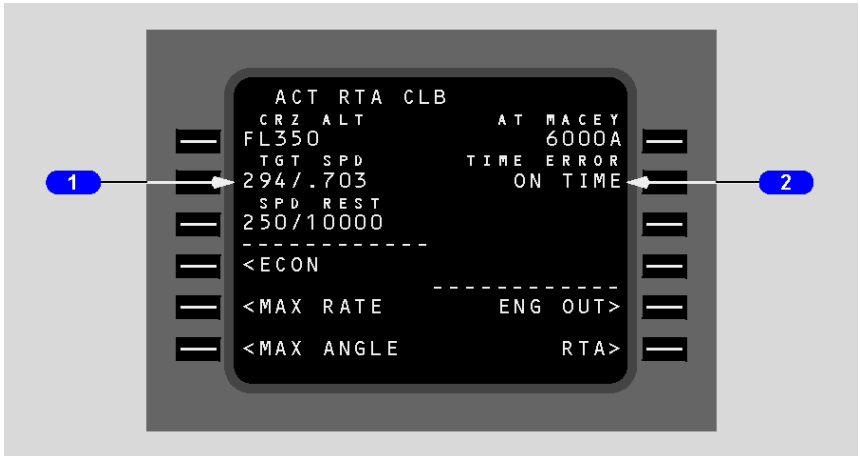 ACT RTA CLB
CRZ ALT AT MACEY
FL350 6000A
TGT SPD TIME ERROR
1 294/.703 ON TIME 2
SPD REST
250/10000
------------
<ECON
------------
<MAX RATE ENG OUT>
<MAX ANGLE RTA>